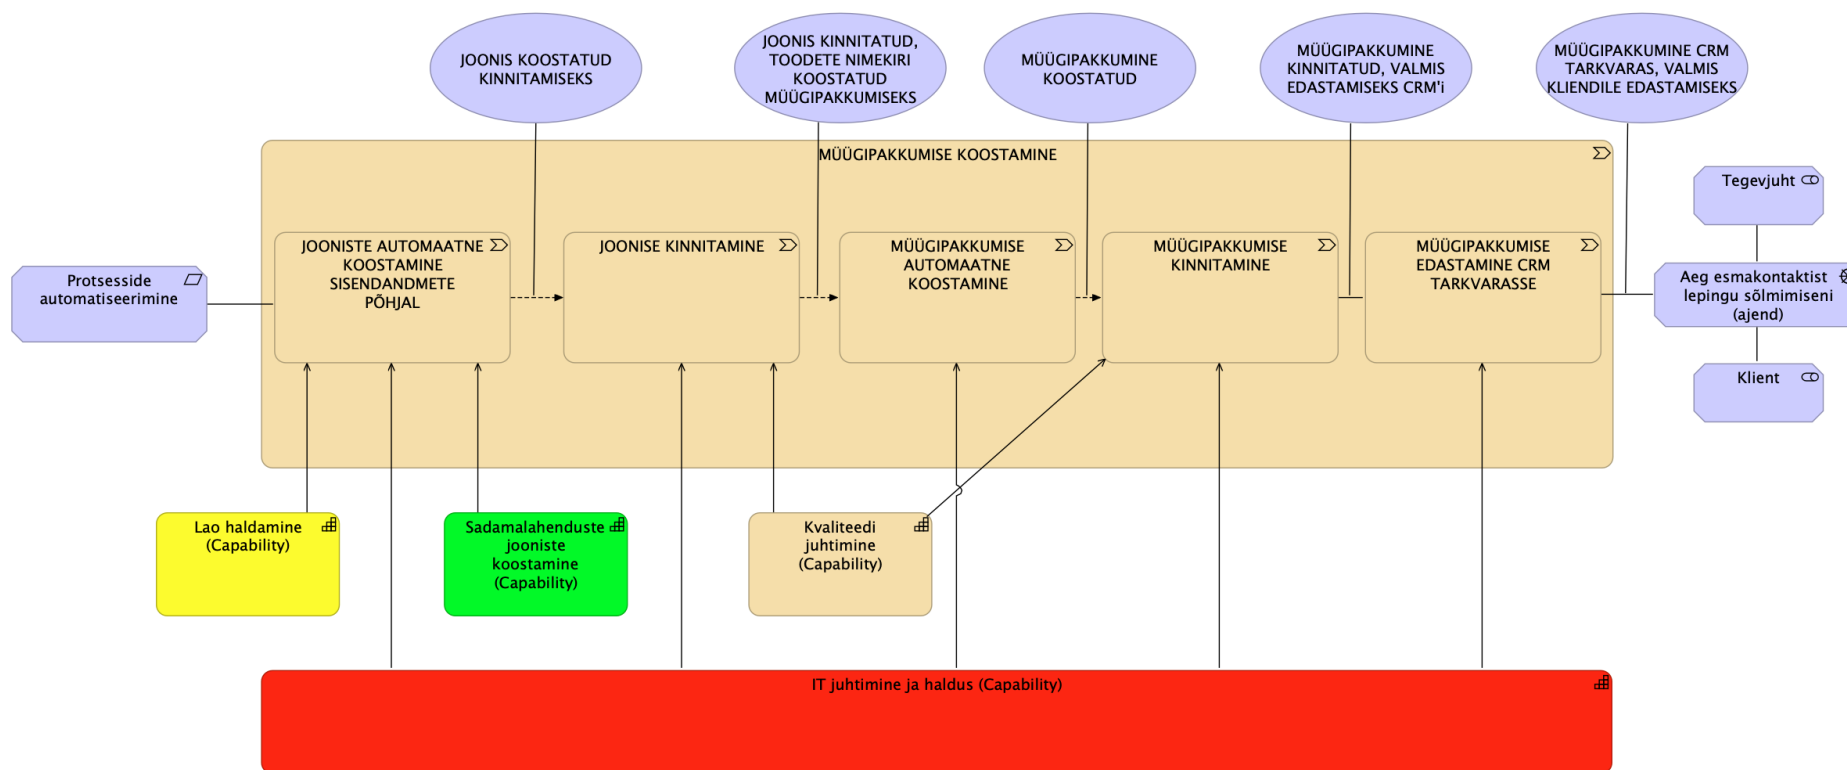 JOONIS KOOSTATUD
KINNITAMISEKS
JOONIS KINNITATUD,
TOODETE NIMEKIRI
KOOSTATUD
MÜÜGIPAKKUMISEKS
MÜÜGIPAKKUMINE
KOOSTATUD
MÜÜGIPAKKUMINE
KINNITATUD, VALMIS
EDASTAMISEKS CRM'i
MÜÜGIPAKKUMINE CRM
TARKVARAS, VALMIS
KLIENDILE EDASTAMISEKS
MÜÜGIPAKKUMISE KOOSTAMINE
Protsesside
automatiseerimine
JOONISTE AUTOMAATNE
KOOSTAMINE
SISENDANDMETE
PÕHJAL
JOONISE KINNITAMINE
MÜÜGIPAKKUMISE
AUTOMAATNE
KOOSTAMINE
MÜÜGIPAKKUMISE
KINNITAMINE
MÜÜGIPAKKUMISE
EDASTAMINE CRM
TARKVARASSE
Tegevjuht
Aeg esmakontaktist
lepingu sõlmimiseni
(ajend)
Klient
Lao haldamine
(Capability)
Sadamalahenduste
jooniste
koostamine
(Capability)
Kvaliteedi
juhtimine
(Capability)
IT juhtimine ja haldus (Capability)